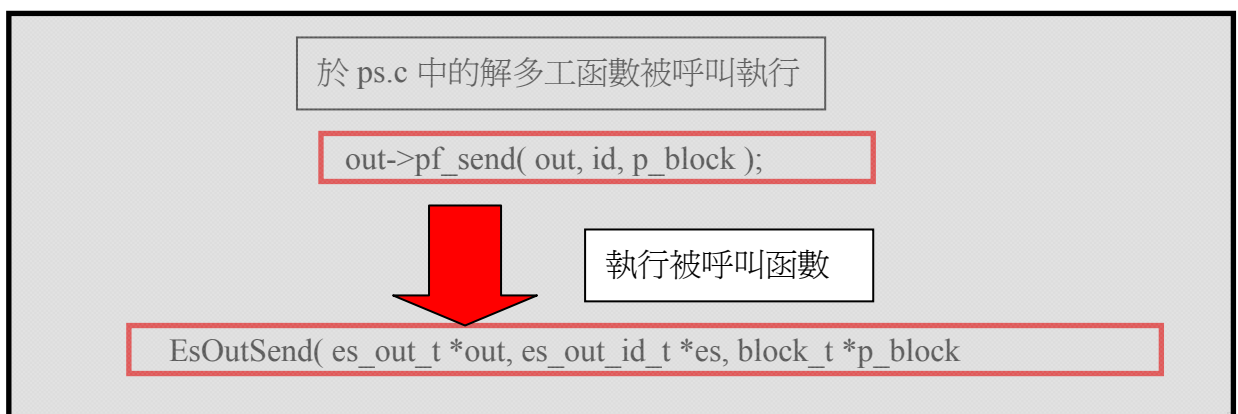 於 ps.c 中的解多工函數被呼叫執行
out->pf_send( out, id, p_block );
執行被呼叫函數
EsOutSend( es_out_t *out, es_out_id_t *es, block_t *p_block